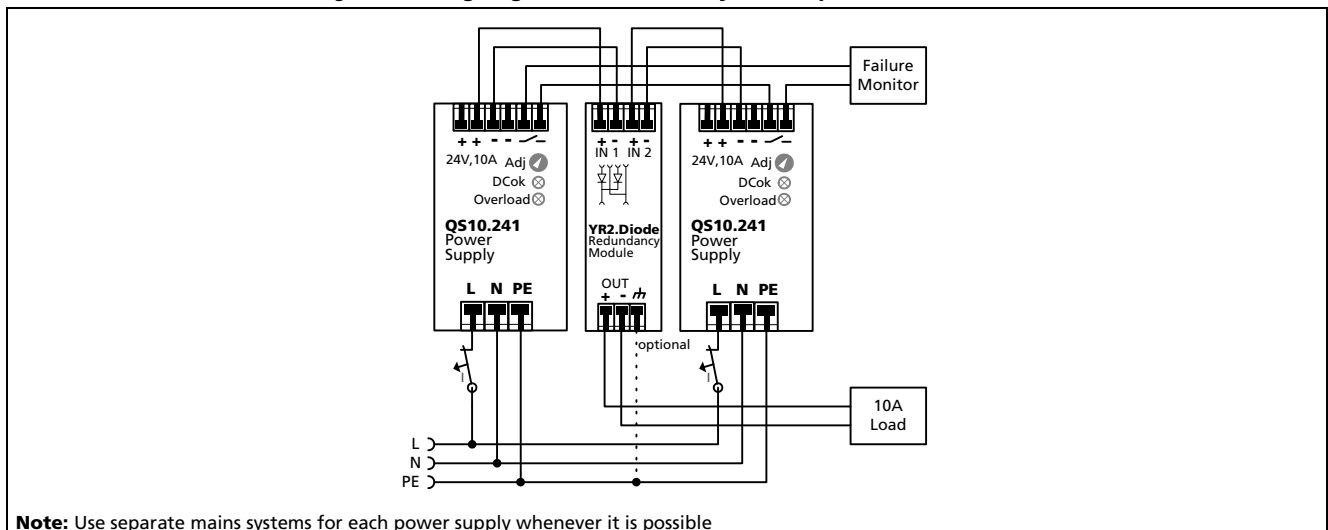 Failure
Monitor
+ + - -
24V,10A Adj
DCok
Overload
QS10.241
Power
Supply
L N PE
+ - + -
IN 1 IN 2
YR2.Diode
Redundancy
Module
OUT
+ -
optional
+ + - -
24V,10A Adj
DCok
Overload
QS10.241
Power
Supply
L N PE
I
I
10A
Load
L
N
PE
Note: Use separate mains systems for each power supply whenever it is possible